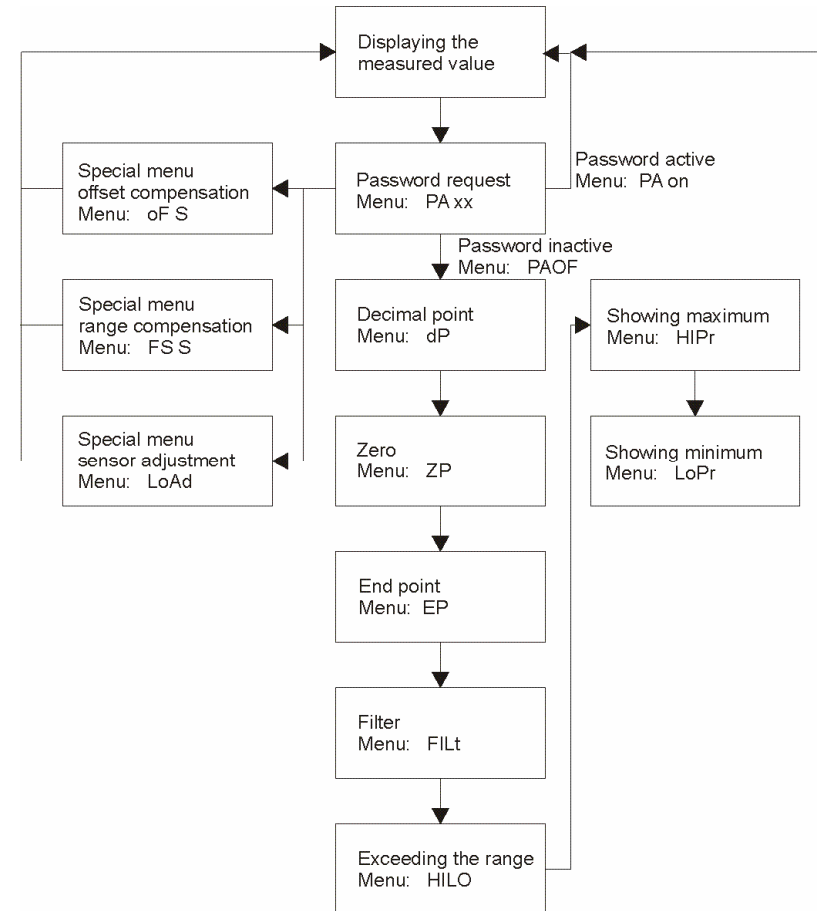 Displaying the
measured value
Special menu
offset compensation
Menu: oF S
Password request
Menu: PA xx
Password active
Menu: PA on
Password inactive
Menu: PAOF
Special menu
range compensation
Menu: FS S
Decimal point
Menu: dP
Showing maximum
Menu: HIPr
Special menu
sensor adjustment
Menu: LoAd
Zero
Menu: ZP
Showing minimum
Menu: LoPr
End point
Menu: EP
Filter
Menu: FILt
Exceeding the range
Menu: HILO